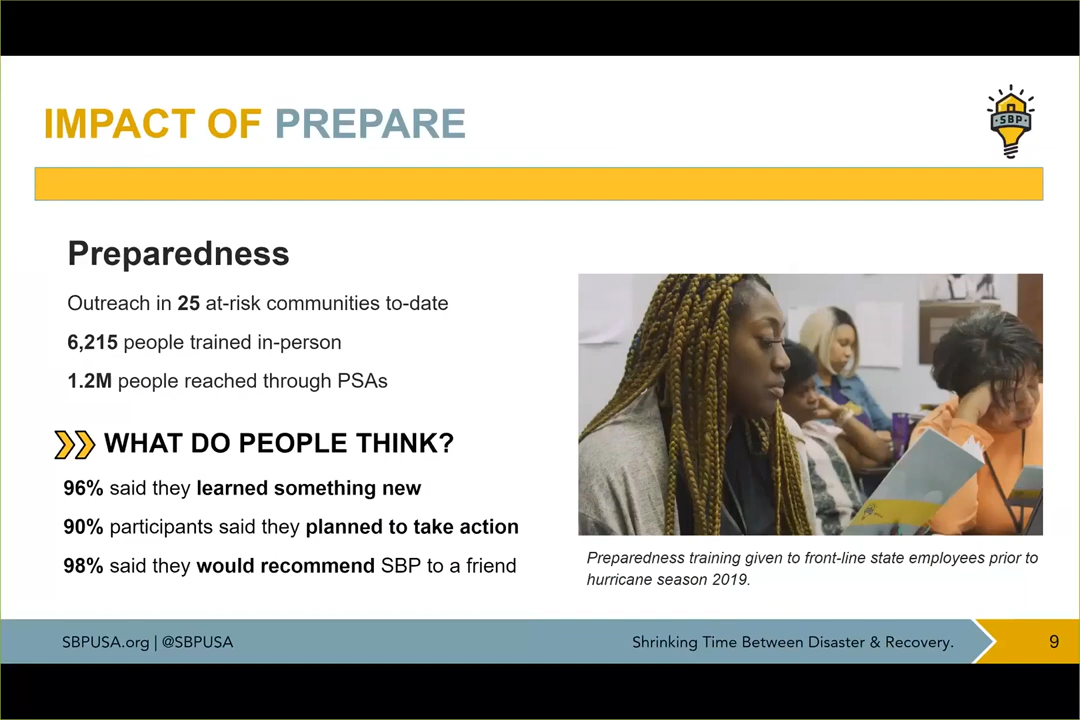 IMPACT OF PREPARE
SBP
Preparedness
Outreach in 25 at-risk communities to-date
6,215 people trained in-person
1.2M people reached through PSAs
WHAT DO PEOPLE THINK?
96% said they learned something new
90% participants said they planned to take action
98% said they would recommend SBP to a friend
Preparedness training given to front-line state employees prior to
hurricane season 2019.
SBPUSA.org | @SBPUSA
Shrinking Time Between Disaster & Recovery.
9